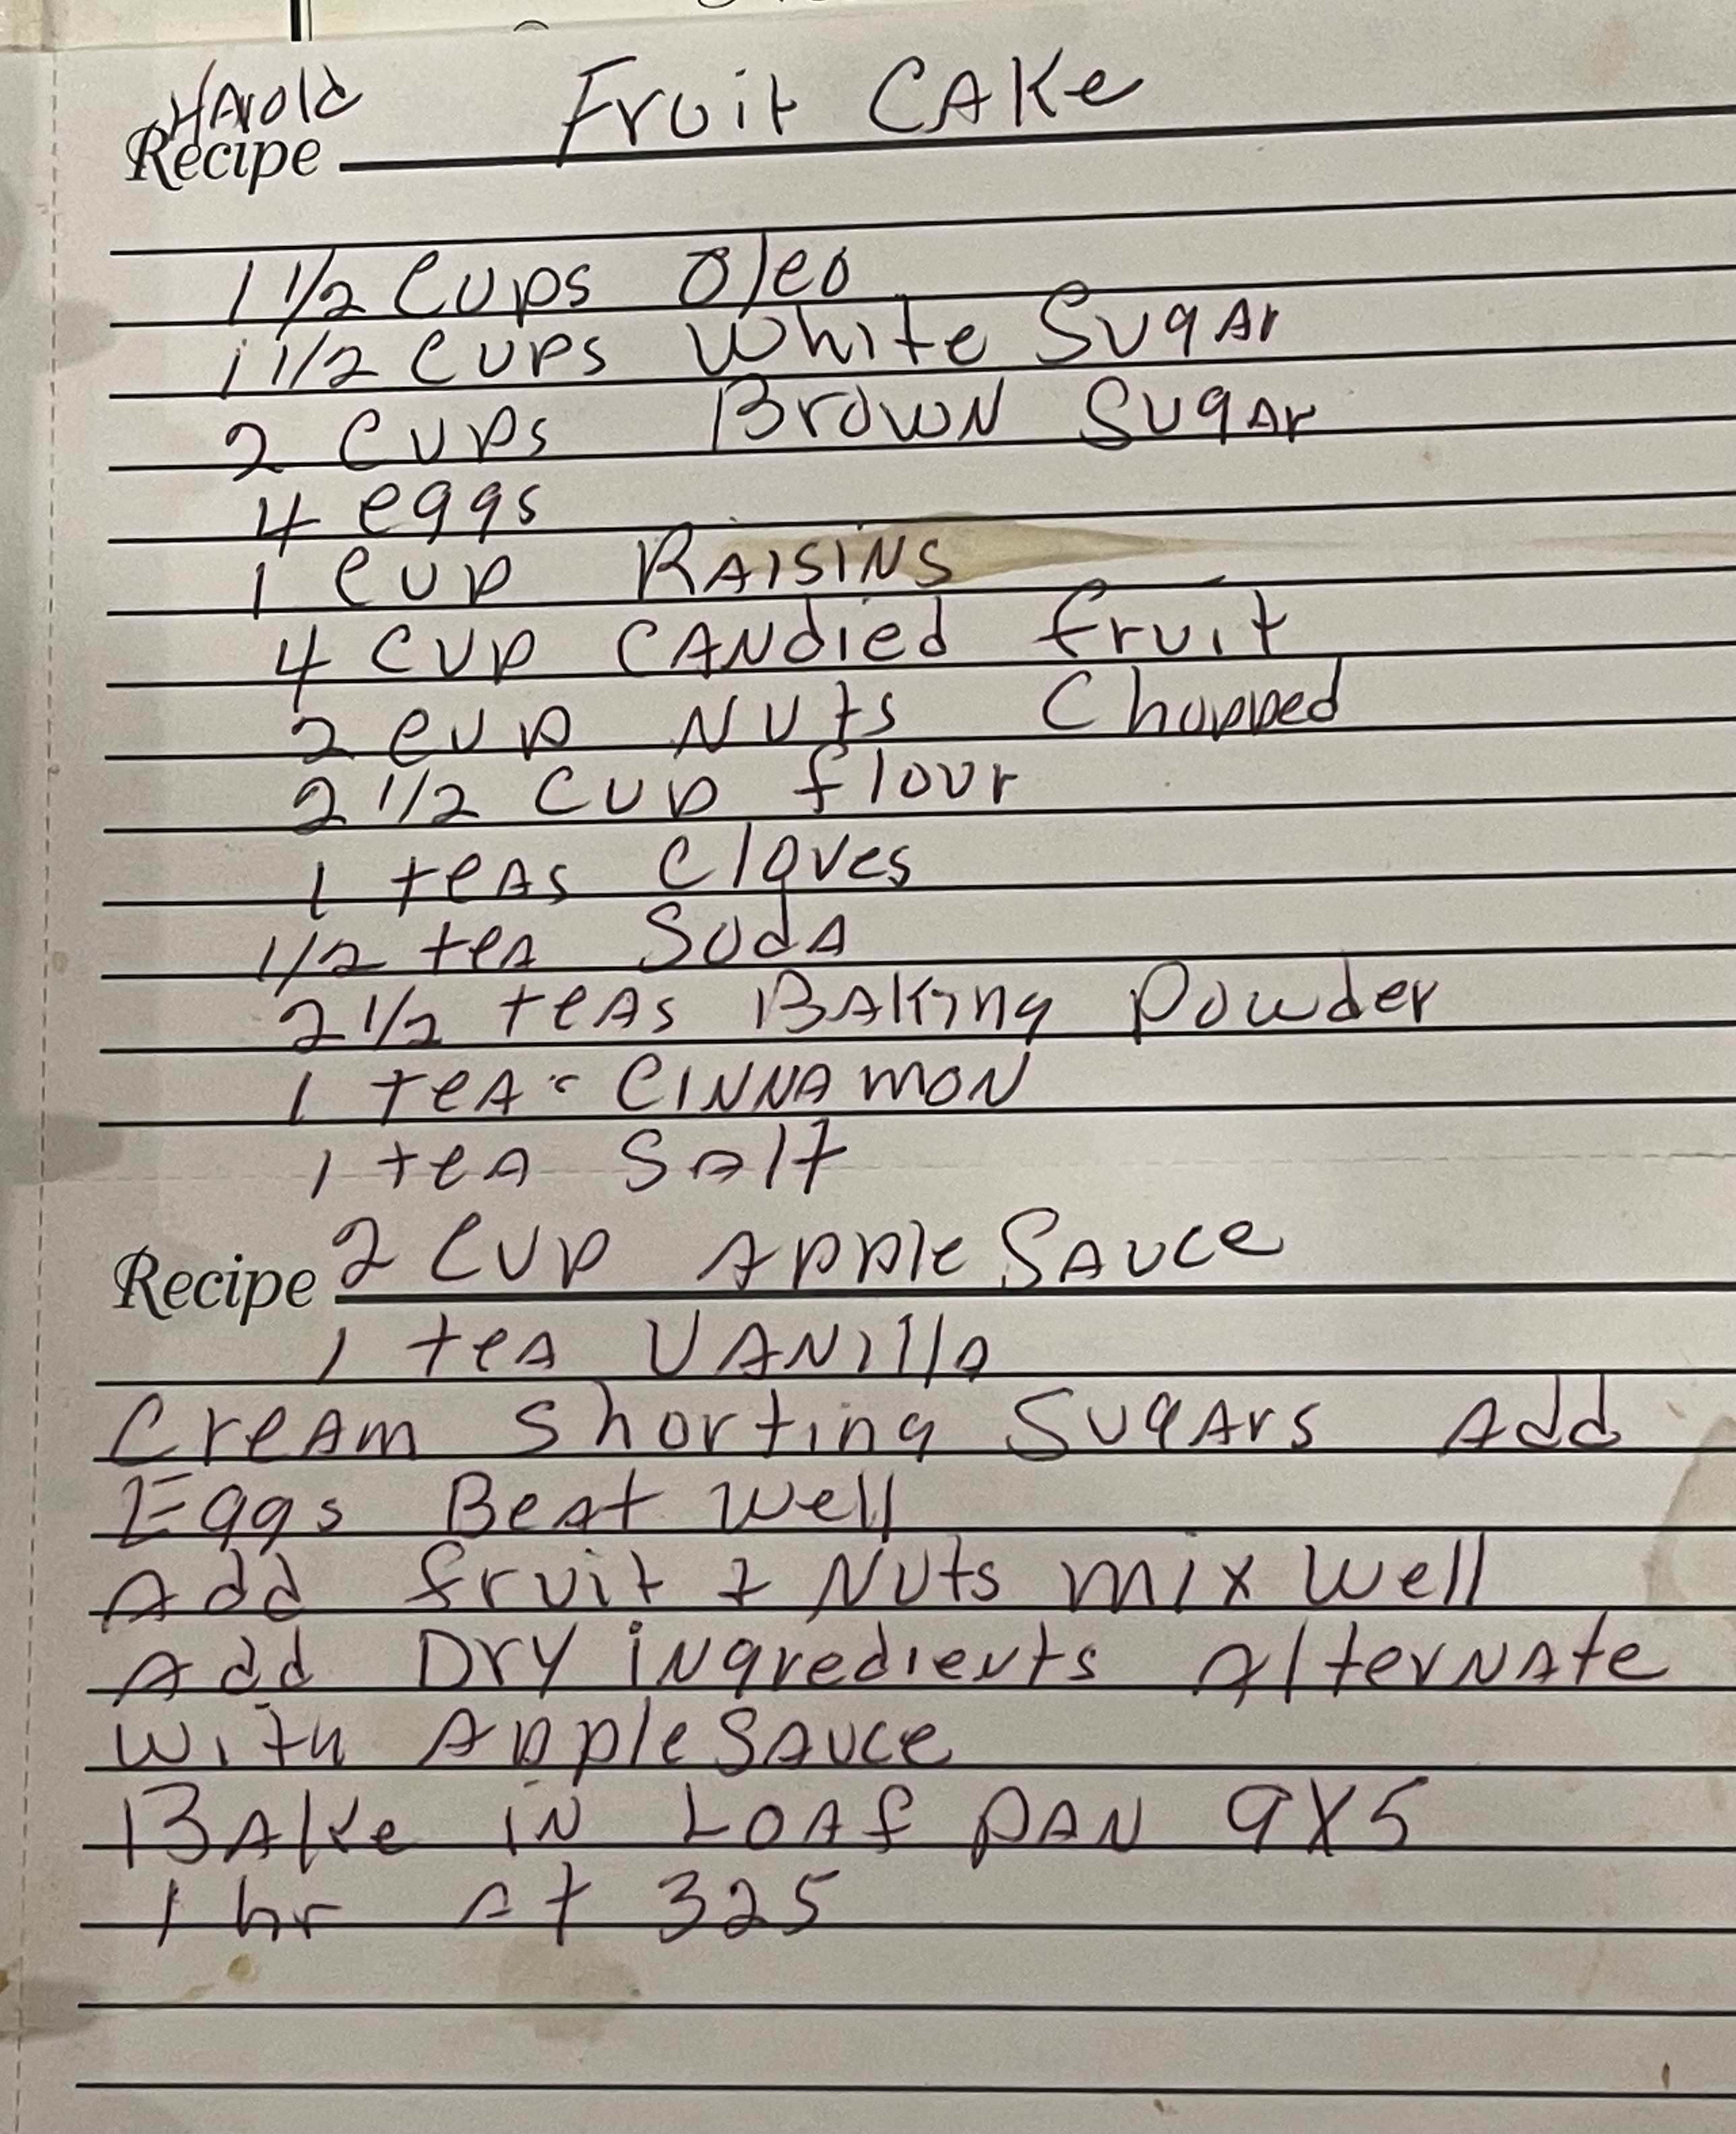 Harold Fruit Cake
Recipe
1 1/2 Cups Oleo
1 1/2 Cups White Sugar
2 Cups Brown Sugar
4 eggs
1 Cup Raisins
4 Cup Candied fruit
2 Cup Nuts Chopped
2 1/2 Cup flour
1 teas Cloves
1/2 tea Soda
2 1/2 teas Baking Powder
1 tea. Cinnamon
1 tea Salt
Recipe 2 Cup Apple Sauce
1 tea Vanilla
Cream Shorting Sugars Add
Eggs Beat Well
Add fruit + Nuts mix Well
Add Dry ingredients Alternate
With Apple Sauce
Bake in Loaf pan 9X5
1 hr at 325